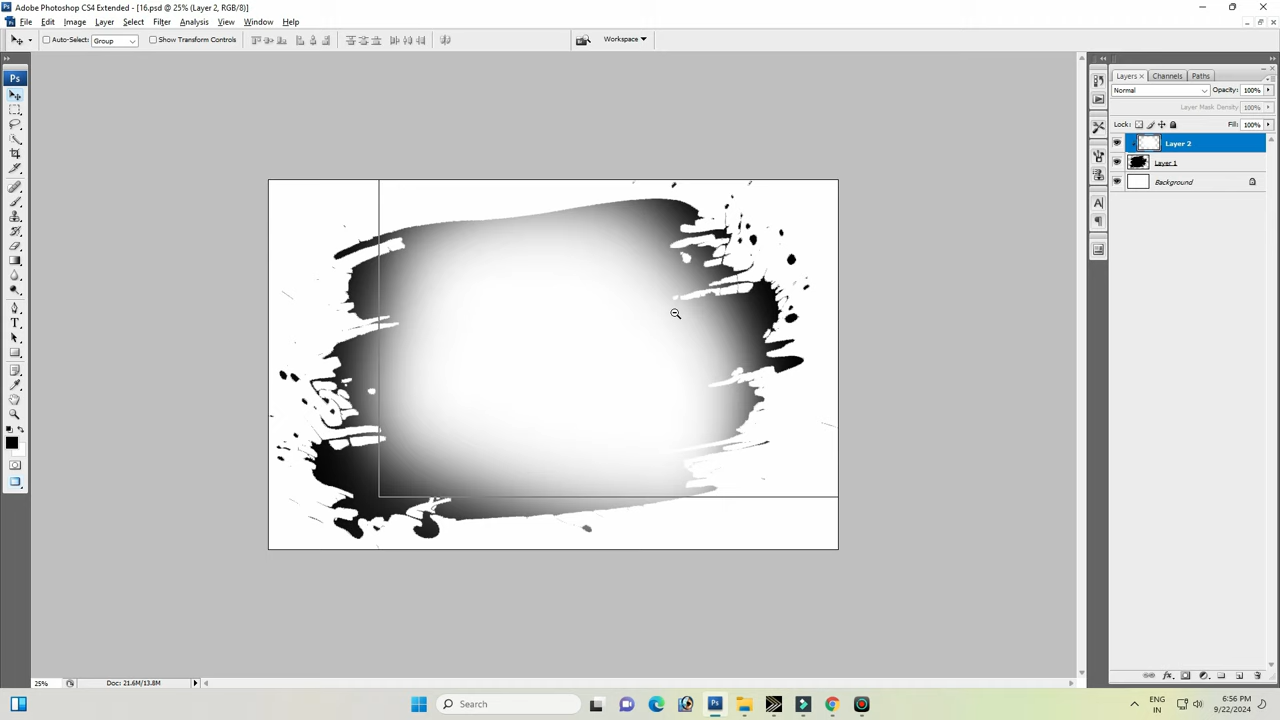 Adobe Photoshop CS4 Extended - [16.psd @ 25% (Layer 2, RGB/8)]
File Edit Image Layer Select Filter Analysis View Window Help
Auto-Select: Group Show Transform Controls Workspace
Ps
Layers Channels Paths
Normal Opacity: 100%
Layer Mask Density: 100%
Lock: Fill: 100%
Layer 2
Layer 1
Background
25% Doc: 21.6M/13.8M
Search
ENG
IN
6:56 PM
9/22/2024